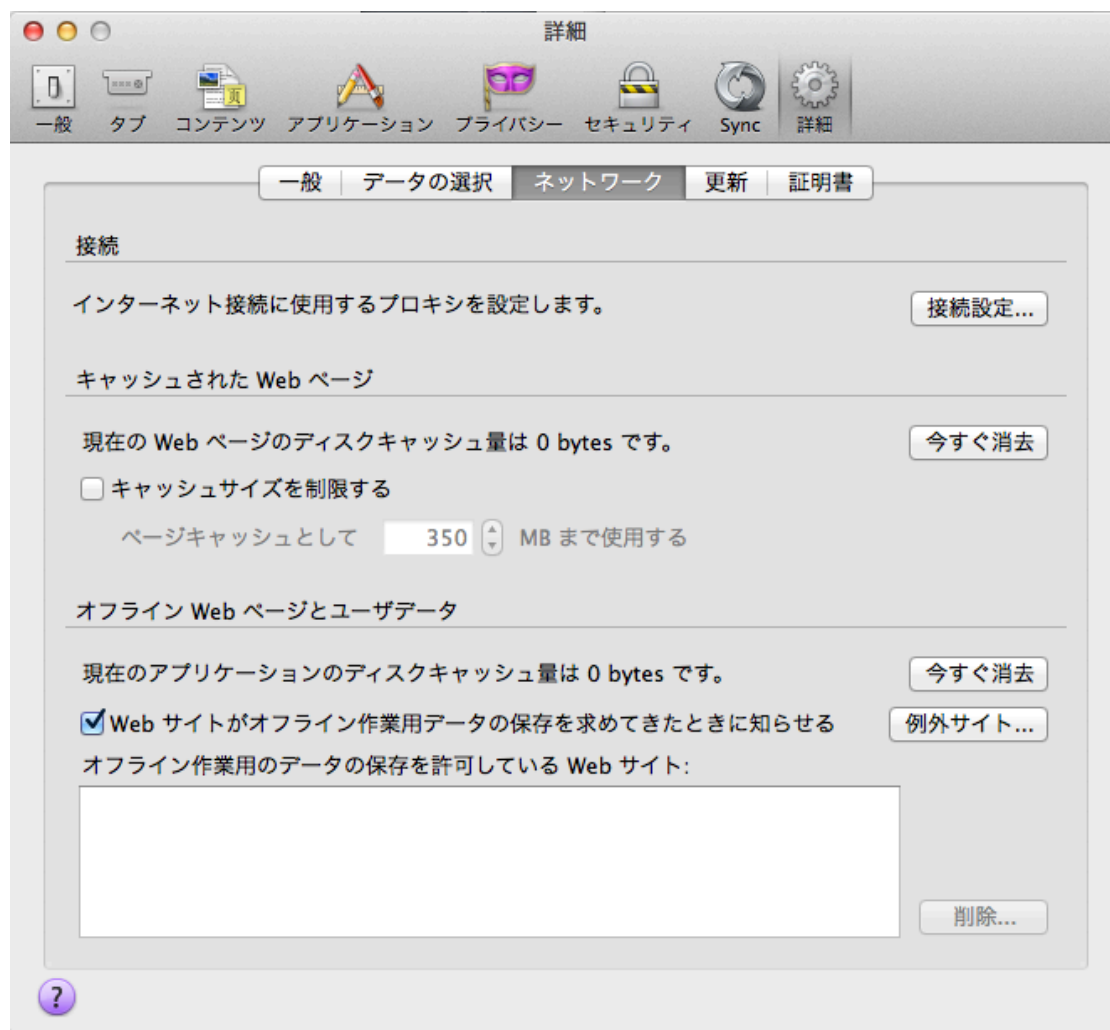 詳細
一般 タブ コンテンツ アプリケーション プライバシー セキュリティ Sync 詳細
一般 データの選択 ネットワーク 更新 証明書
接続
インターネット接続に使用するプロキシを設定します。 接続設定...
キャッシュされた Web ページ
現在の Web ページのディスクキャッシュ量は 0 bytes です。 今すぐ消去
キャッシュサイズを制限する
ページキャッシュとして 350 MB まで使用する
オフライン Web ページとユーザデータ
現在のアプリケーションのディスクキャッシュ量は 0 bytes です。 今すぐ消去
Web サイトがオフライン作業用データの保存を求めてきたときに知らせる 例外サイト...
オフライン作業用のデータの保存を許可している Web サイト:
削除...
?